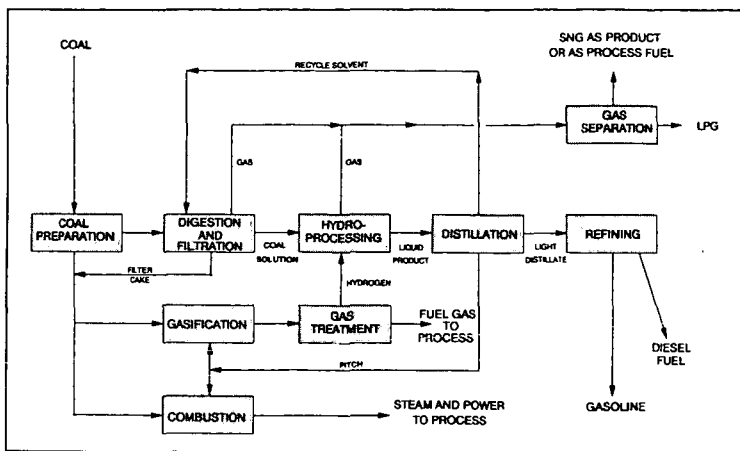 COAL
SNG AS PRODUCT
OR AS PROCESS FUEL
RECYCLE SOLVENT
GAS
SEPARATION
LPG
GAS
GAS
COAL
PREPARATION
DIGESTION
AND
FILTRATION
COAL
SOLUTION
HYDRO-
PROCESSING
LIQUID
PRODUCT
DISTILLATION
LIGHT
DISTILLATE
REFINING
FILTER
CAKE
HYDROGEN
GASIFICATION
GAS
TREATMENT
FUEL GAS
TO
PROCESS
DIESEL
FUEL
PITCH
COMBUSTION
STEAM AND POWER
TO PROCESS
GASOLINE